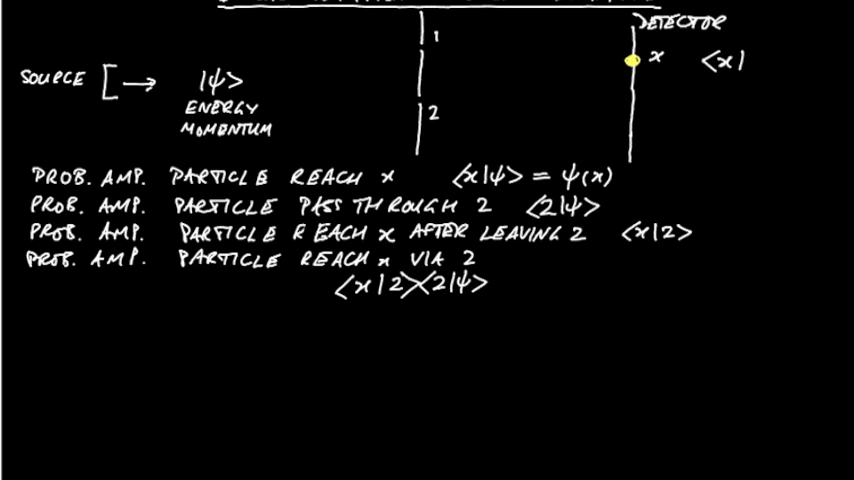 DETECTOR
1
x ⟨x|
SOURCE [→ |ψ⟩
ENERGY
MOMENTUM
2
PROB. AMP. PARTICLE REACH x ⟨x|ψ⟩ = ψ(x)
PROB. AMP. PARTICLE PASS THROUGH 2 ⟨2|ψ⟩
PROB. AMP. PARTICLE REACH x AFTER LEAVING 2 ⟨x|2⟩
PROB. AMP. PARTICLE REACH x VIA 2
⟨x|2⟩⟨2|ψ⟩